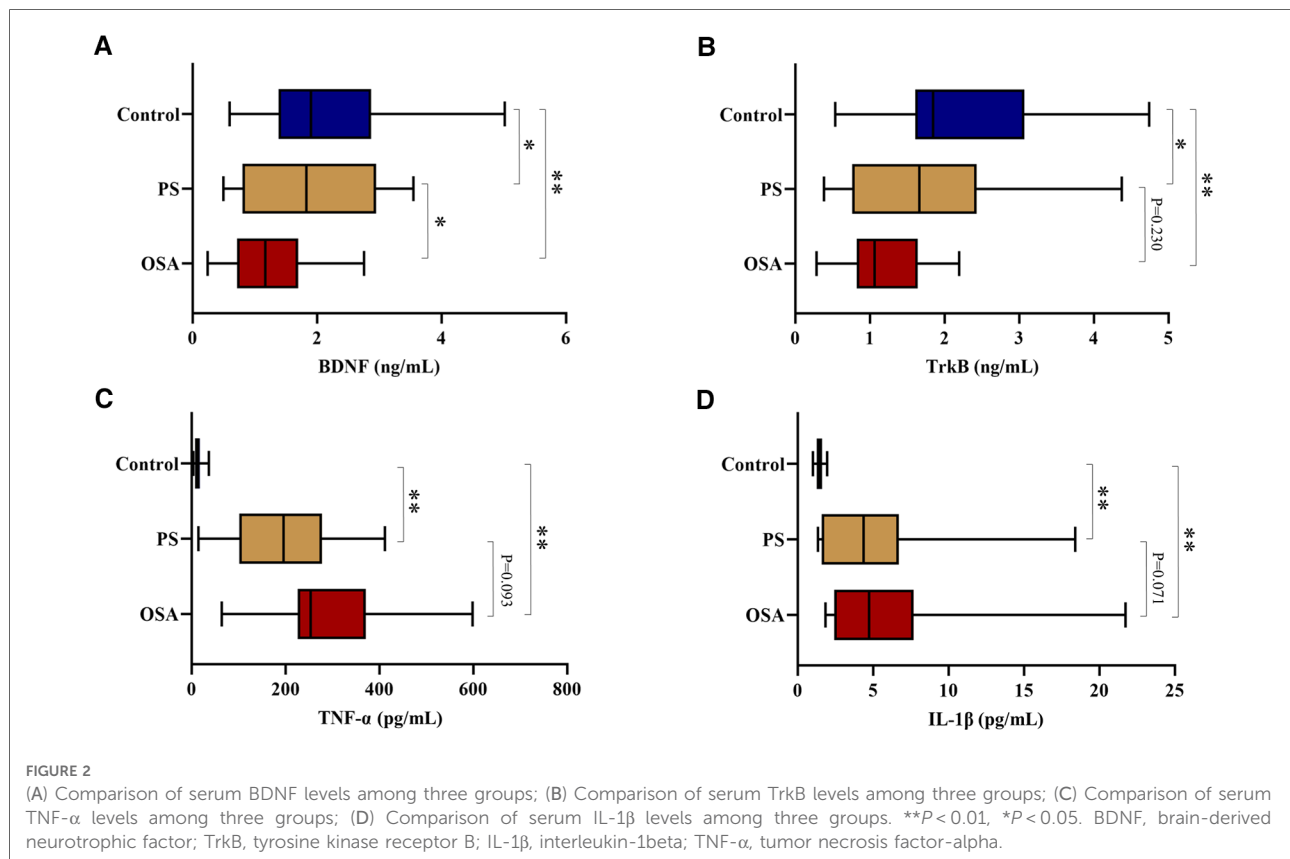 A
Control
PS
OSA
*
**
*
0 2 4 6
BDNF (ng/mL)
B
Control
PS
OSA
*
**
P=0.230
0 1 2 3 4 5
TrkB (ng/mL)
C
Control
PS
OSA
**
**
P=0.093
0 200 400 600 800
TNF-α (pg/mL)
D
Control
PS
OSA
**
**
P=0.071
0 5 10 15 20 25
IL-1β (pg/mL)
FIGURE 2
(A) Comparison of serum BDNF levels among three groups; (B) Comparison of serum TrkB levels among three groups; (C) Comparison of serum
TNF-α levels among three groups; (D) Comparison of serum IL-1β levels among three groups. **P < 0.01, *P < 0.05. BDNF, brain-derived
neurotrophic factor; TrkB, tyrosine kinase receptor B; IL-1β, interleukin-1beta; TNF-α, tumor necrosis factor-alpha.